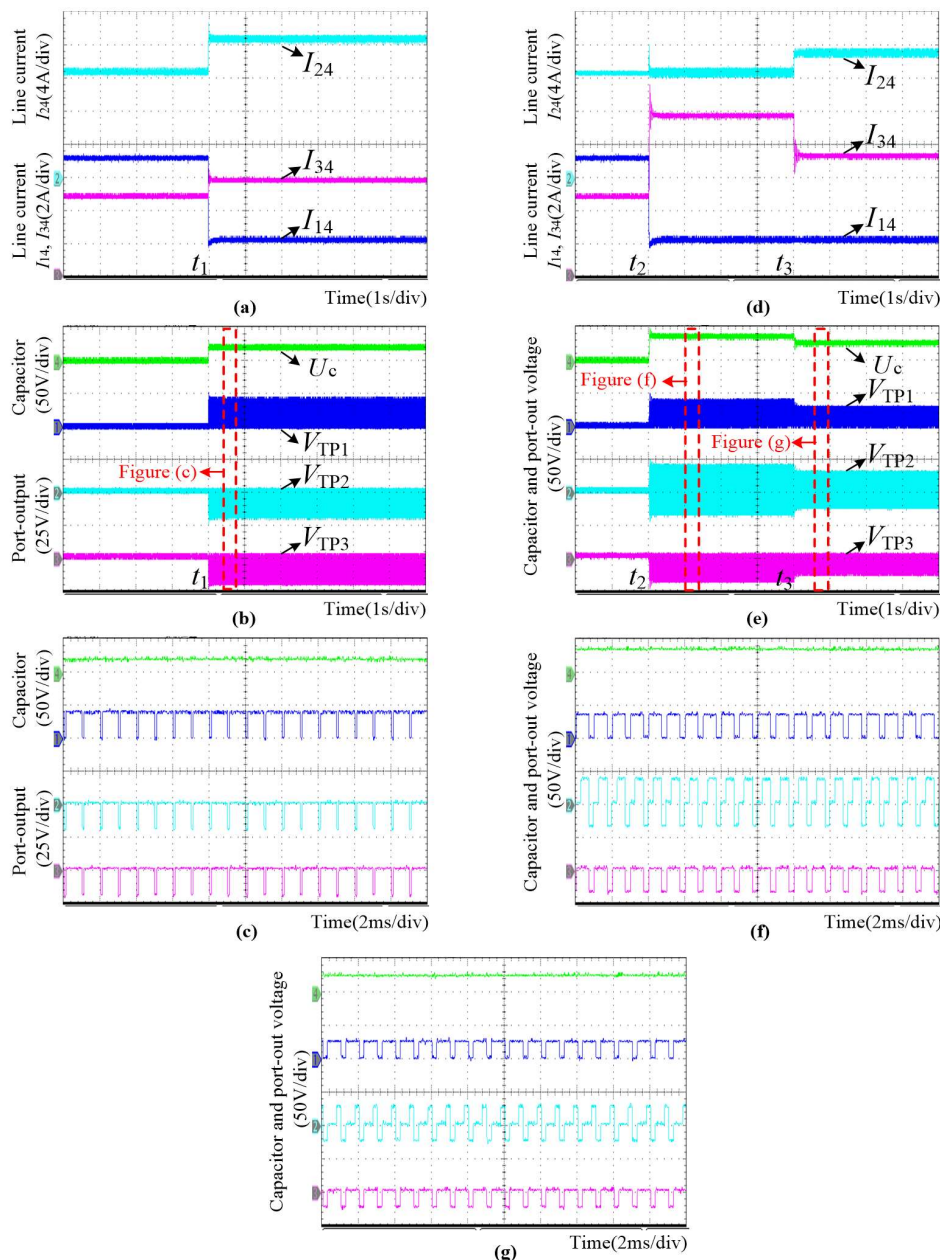 Line current
I24(4A/div)
Line current
I14, I34(2A/div)
I24
I34
I14
t1
2
Time(1s/div)
(a)
Line current
I24(4A/div)
Line current
I14, I34(2A/div)
I24
I34
I14
t2
t3
2
Time(1s/div)
(d)
Capacitor
(50V/div)
Port-output
(25V/div)
Uc
VTP1
Figure (c)
VTP2
VTP3
t1
Time(1s/div)
(b)
Capacitor and port-out voltage
(50V/div)
Uc
Figure (f)
VTP1
Figure (g)
VTP2
VTP3
t2
t3
Time(1s/div)
(e)
Capacitor
(50V/div)
Port-output
(25V/div)
Time(2ms/div)
(c)
Capacitor and port-out voltage
(50V/div)
Time(2ms/div)
(f)
Capacitor and port-out voltage
(50V/div)
Time(2ms/div)
(g)